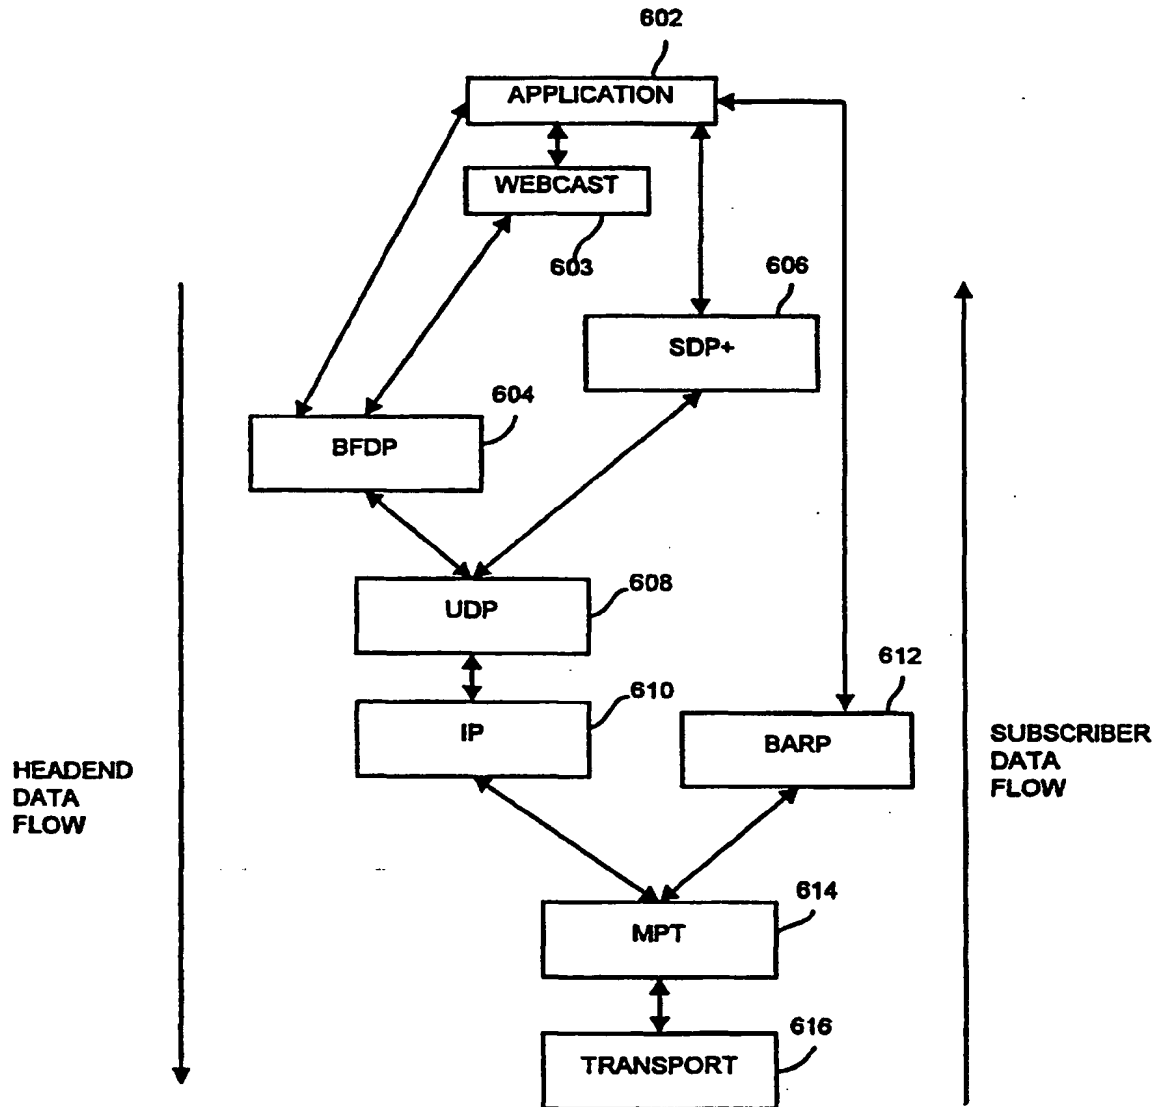 602
APPLICATION
WEBCAST
603
606
SDP+
604
BFDP
608
UDP
612
610
IP
BARP
HEADEND
DATA
FLOW
SUBSCRIBER
DATA
FLOW
614
MPT
616
TRANSPORT